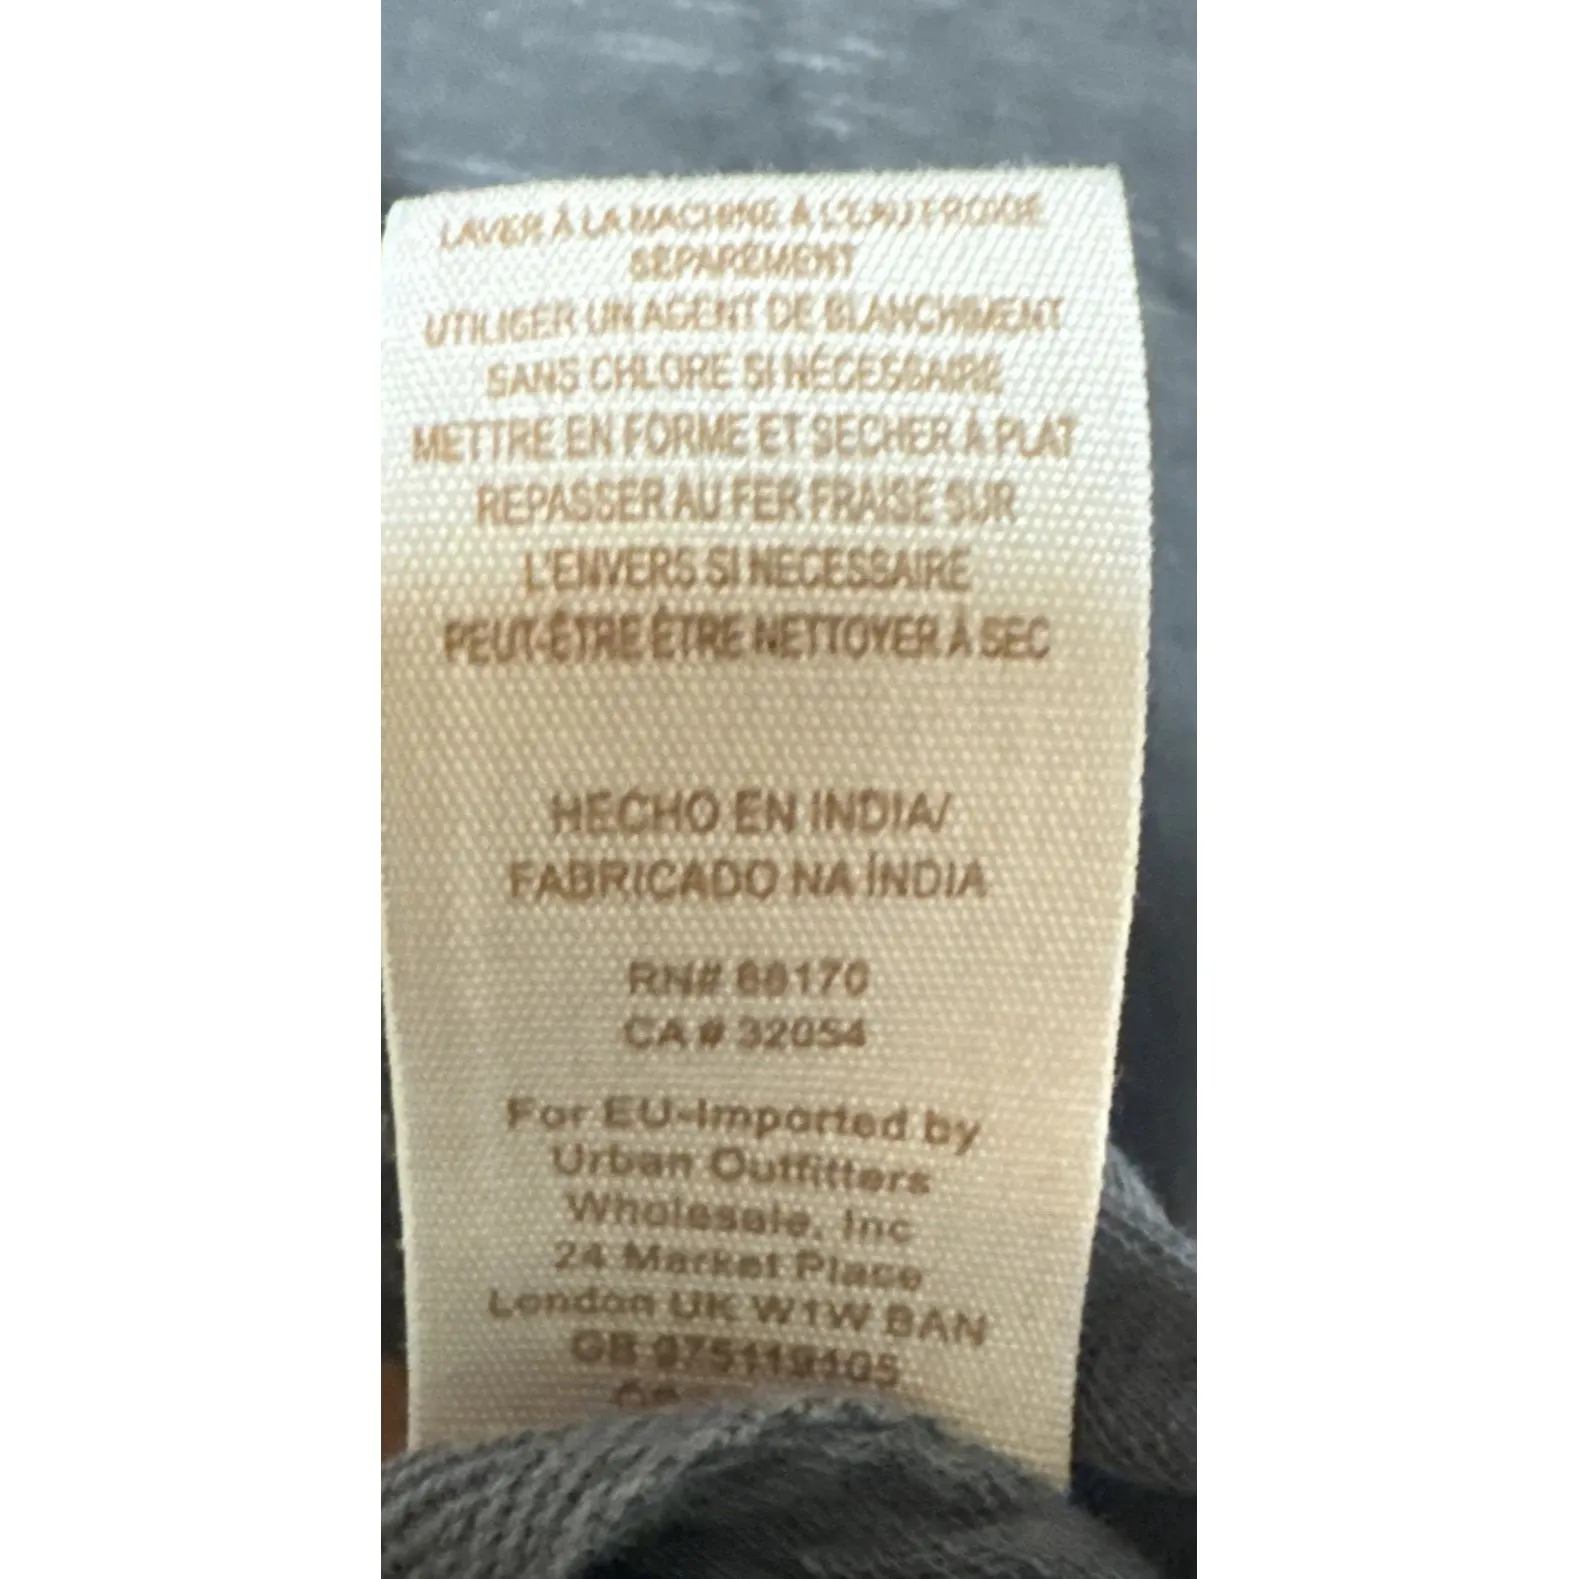 LAVER À LA MACHINE À L'EAU FROIDE
SÉPARÉMENT
UTILISER UN AGENT DE BLANCHIMENT
SANS CHLORE SI NÉCESSAIRE
METTRE EN FORME ET SECHER À PLAT
REPASSER AU FER FRAISE SUR
L'ENVERS SI NECESSAIRE
PEUT-ÊTRE ÊTRE NETTOYER À SEC
HECHO EN INDIA/
FABRICADO NA ÍNDIA
RN# 88170
CA # 32054
For EU-Imported by
Urban Outfitters
Wholesale, Inc
24 Market Place
London UK W1W 8AN
GB 975119105